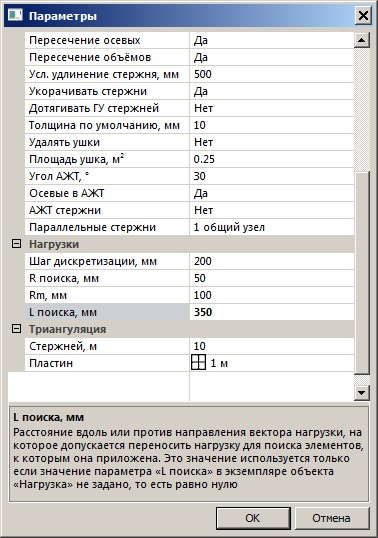 Параметры
Пересечение осевых Да
Пересечение объёмов Да
Усл. удлинение стержня, мм 500
Укорачивать стержни Да
Дотягивать ГУ стержней Нет
Толщина по умолчанию, мм 10
Удалять ушки Нет
Площадь ушка, м² 0.25
Угол АЖТ, ° 30
Осевые в АЖТ Да
АЖТ стержни Нет
Параллельные стержни 1 общий узел
Нагрузки
Шаг дискретизации, мм 200
R поиска, мм 50
Rm, мм 100
L поиска, мм 350
Триангуляция
Стержней, м 10
Пластин 1 м
L поиска, мм
Расстояние вдоль или против направления вектора нагрузки, на
которое допускается переносить нагрузку для поиска элементов,
к которым она приложена. Это значение используется только
если значение параметра «L поиска» в экземпляре объекта
«Нагрузка» не задано, то есть равно нулю
OK Отмена